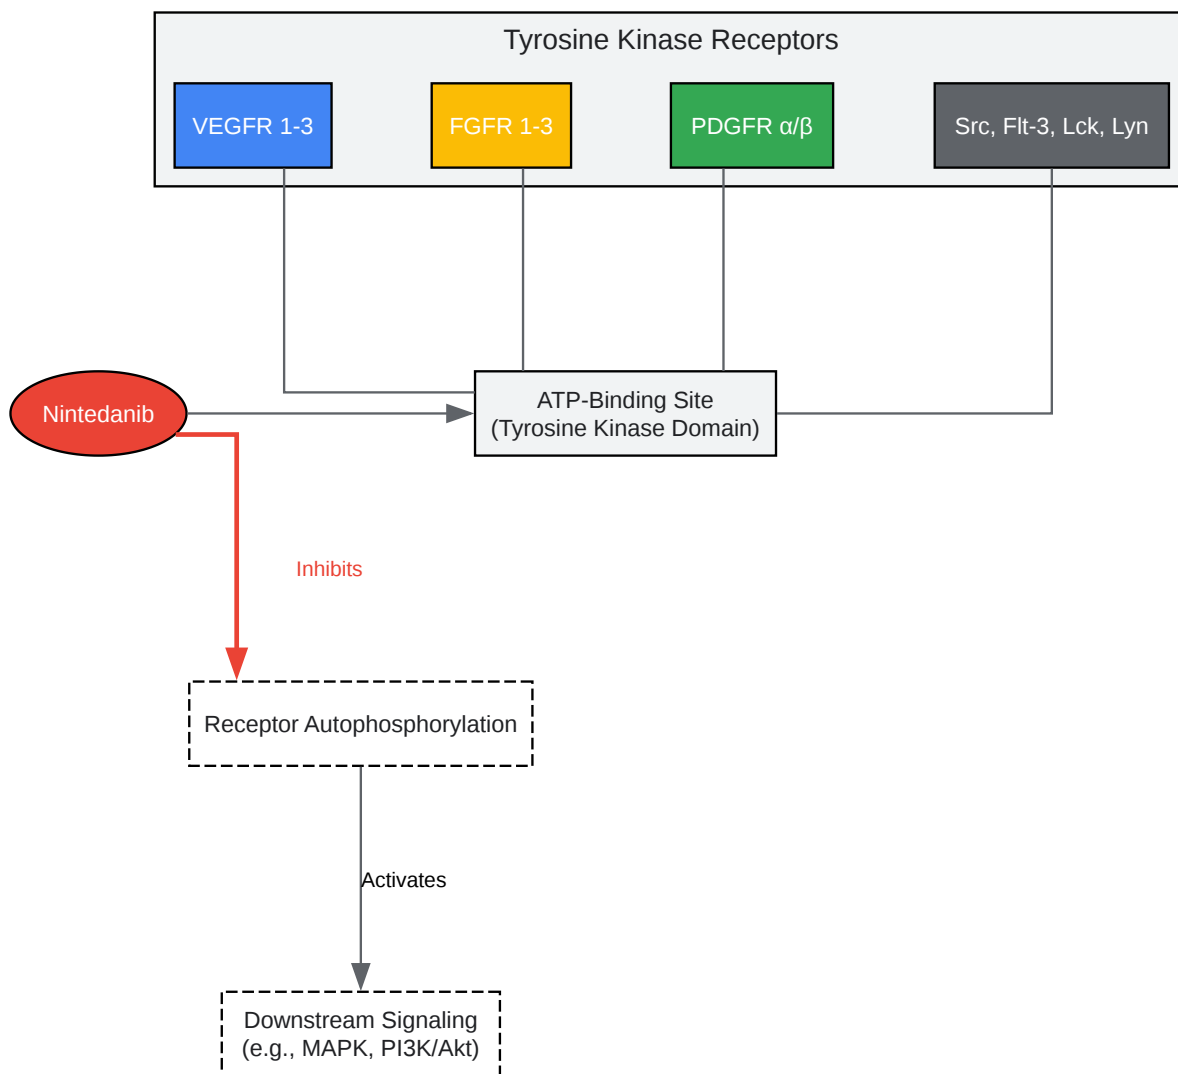 Tyrosine Kinase Receptors
VEGFR 1-3
FGFR 1-3
PDGFR α/β
Src, Flt-3, Lck, Lyn
Nintedanib
ATP-Binding Site
(Tyrosine Kinase Domain)
Inhibits
Receptor Autophosphorylation
Activates
Downstream Signaling
(e.g., MAPK, PI3K/Akt)